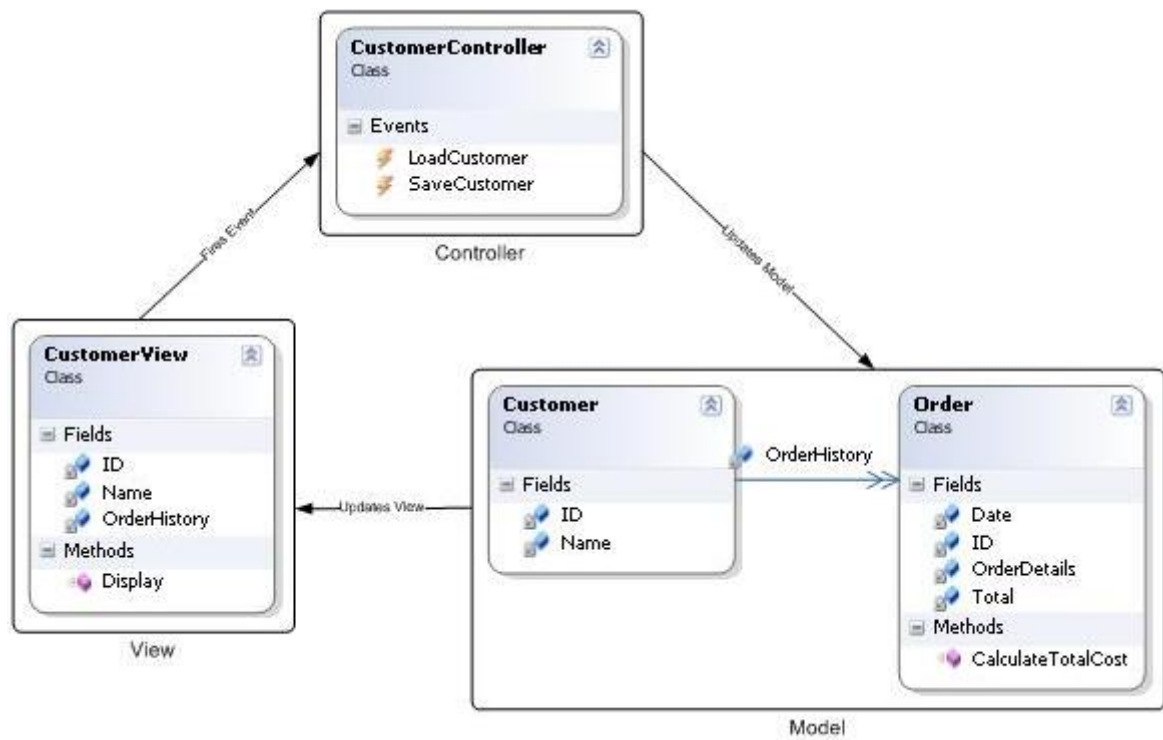 CustomerController
Class
Events
LoadCustomer
SaveCustomer
Controller
Fires Event
Updates Model
CustomerView
Class
Fields
ID
Name
OrderHistory
Methods
Display
View
Updates View
Customer
Class
Fields
ID
Name
OrderHistory
Order
Class
Fields
Date
ID
OrderDetails
Total
Methods
CalculateTotalCost
Model